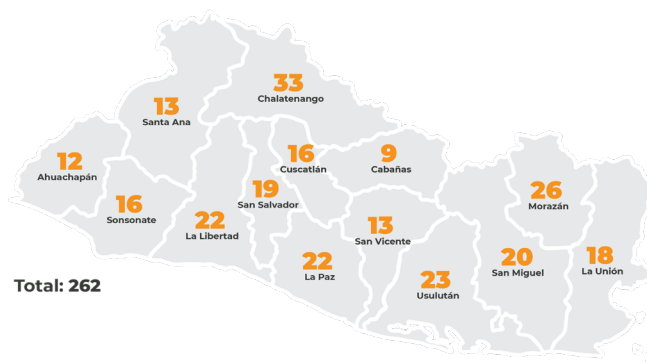 33
Chalatenango
13
Santa Ana
12
Ahuachapán
16
Sonsonate
22
La Libertad
19
San Salvador
16
Cuscatlán
9
Cabañas
13
San Vicente
22
La Paz
23
Usulután
26
Morazán
20
San Miguel
18
La Unión
Total: 262